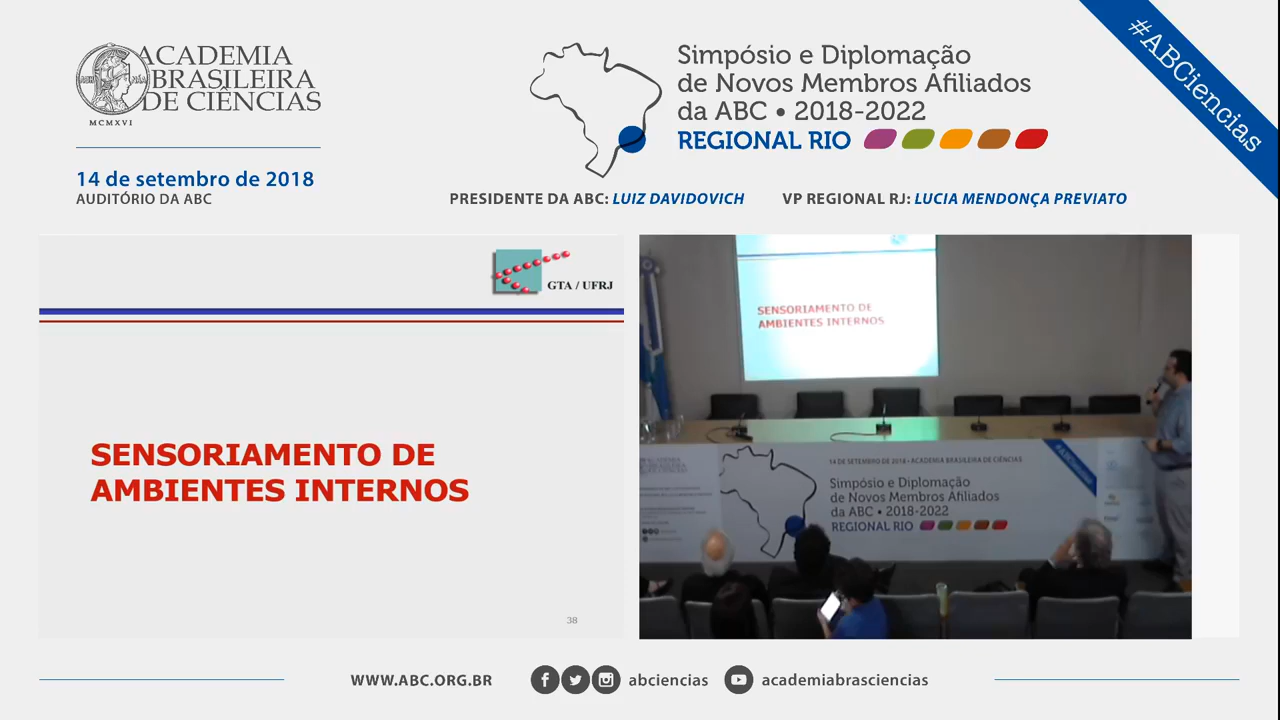 ACADEMIA
BRASILEIRA
DE CIÊNCIAS
MCMXVI
14 de setembro de 2018
AUDITÓRIO DA ABC
Simpósio e Diplomação
de Novos Membros Afiliados
da ABC • 2018-2022
REGIONAL RIO
#ABCiencias
PRESIDENTE DA ABC: LUIZ DAVIDOVICH
VP REGIONAL RJ: LUCIA MENDONÇA PREVIATO
GTA / UFRJ
SENSORIAMENTO DE
AMBIENTES INTERNOS
38
SENSORIAMENTO DE
AMBIENTES INTERNOS
14 DE SETEMBRO DE 2018 • ACADEMIA BRASILEIRA DE CIÊNCIAS
Simpósio e Diplomação
de Novos Membros Afiliados
da ABC • 2018-2022
REGIONAL RIO
WWW.ABC.ORG.BR
abciencias
academiabrasciencias